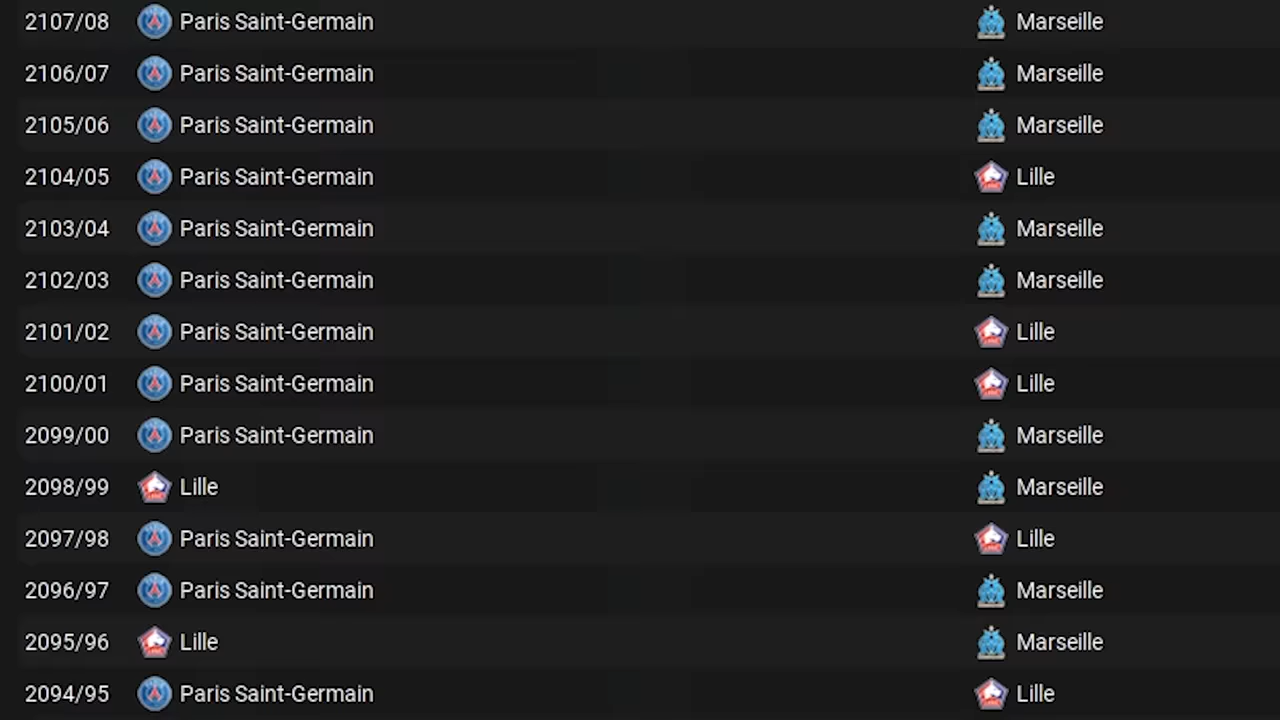 2107/08 Paris Saint-Germain Marseille
2106/07 Paris Saint-Germain Marseille
2105/06 Paris Saint-Germain Marseille
2104/05 Paris Saint-Germain Lille
2103/04 Paris Saint-Germain Marseille
2102/03 Paris Saint-Germain Marseille
2101/02 Paris Saint-Germain Lille
2100/01 Paris Saint-Germain Lille
2099/00 Paris Saint-Germain Marseille
2098/99 Lille Marseille
2097/98 Paris Saint-Germain Lille
2096/97 Paris Saint-Germain Marseille
2095/96 Lille Marseille
2094/95 Paris Saint-Germain Lille